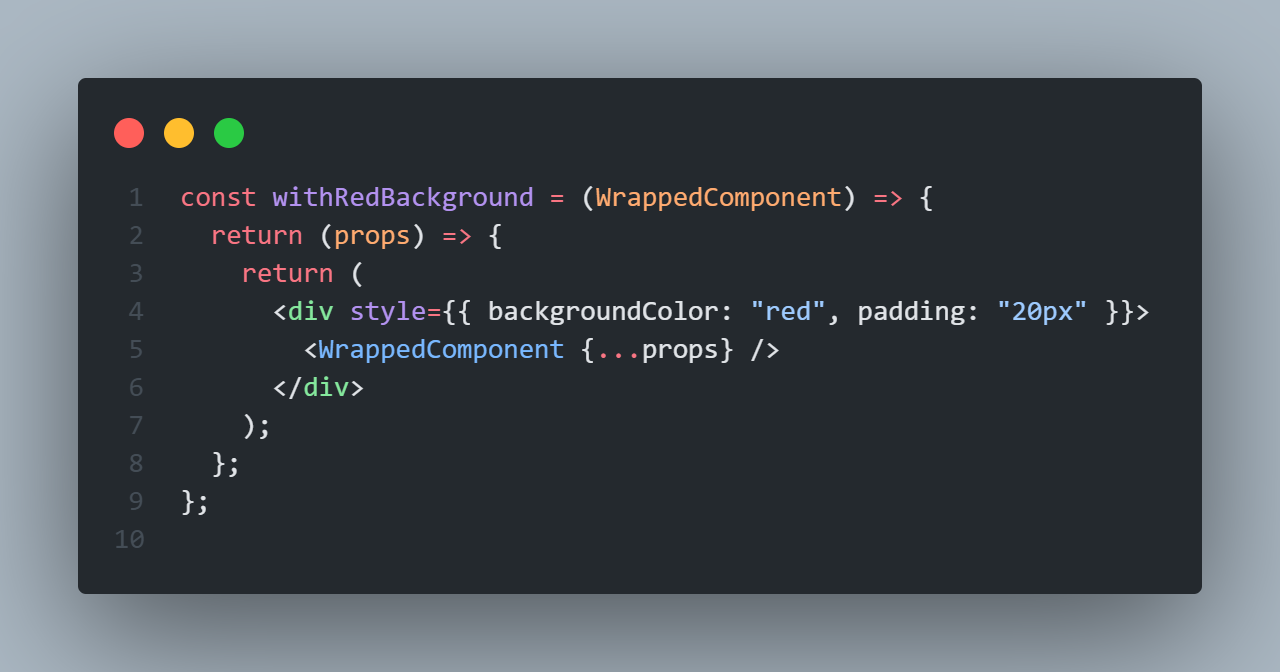 1 const withRedBackground = (WrappedComponent) => {
2   return (props) => {
3     return (
4       <div style={{ backgroundColor: "red", padding: "20px" }}>
5         <WrappedComponent {...props} />
6       </div>
7     );
8   };
9 };
10